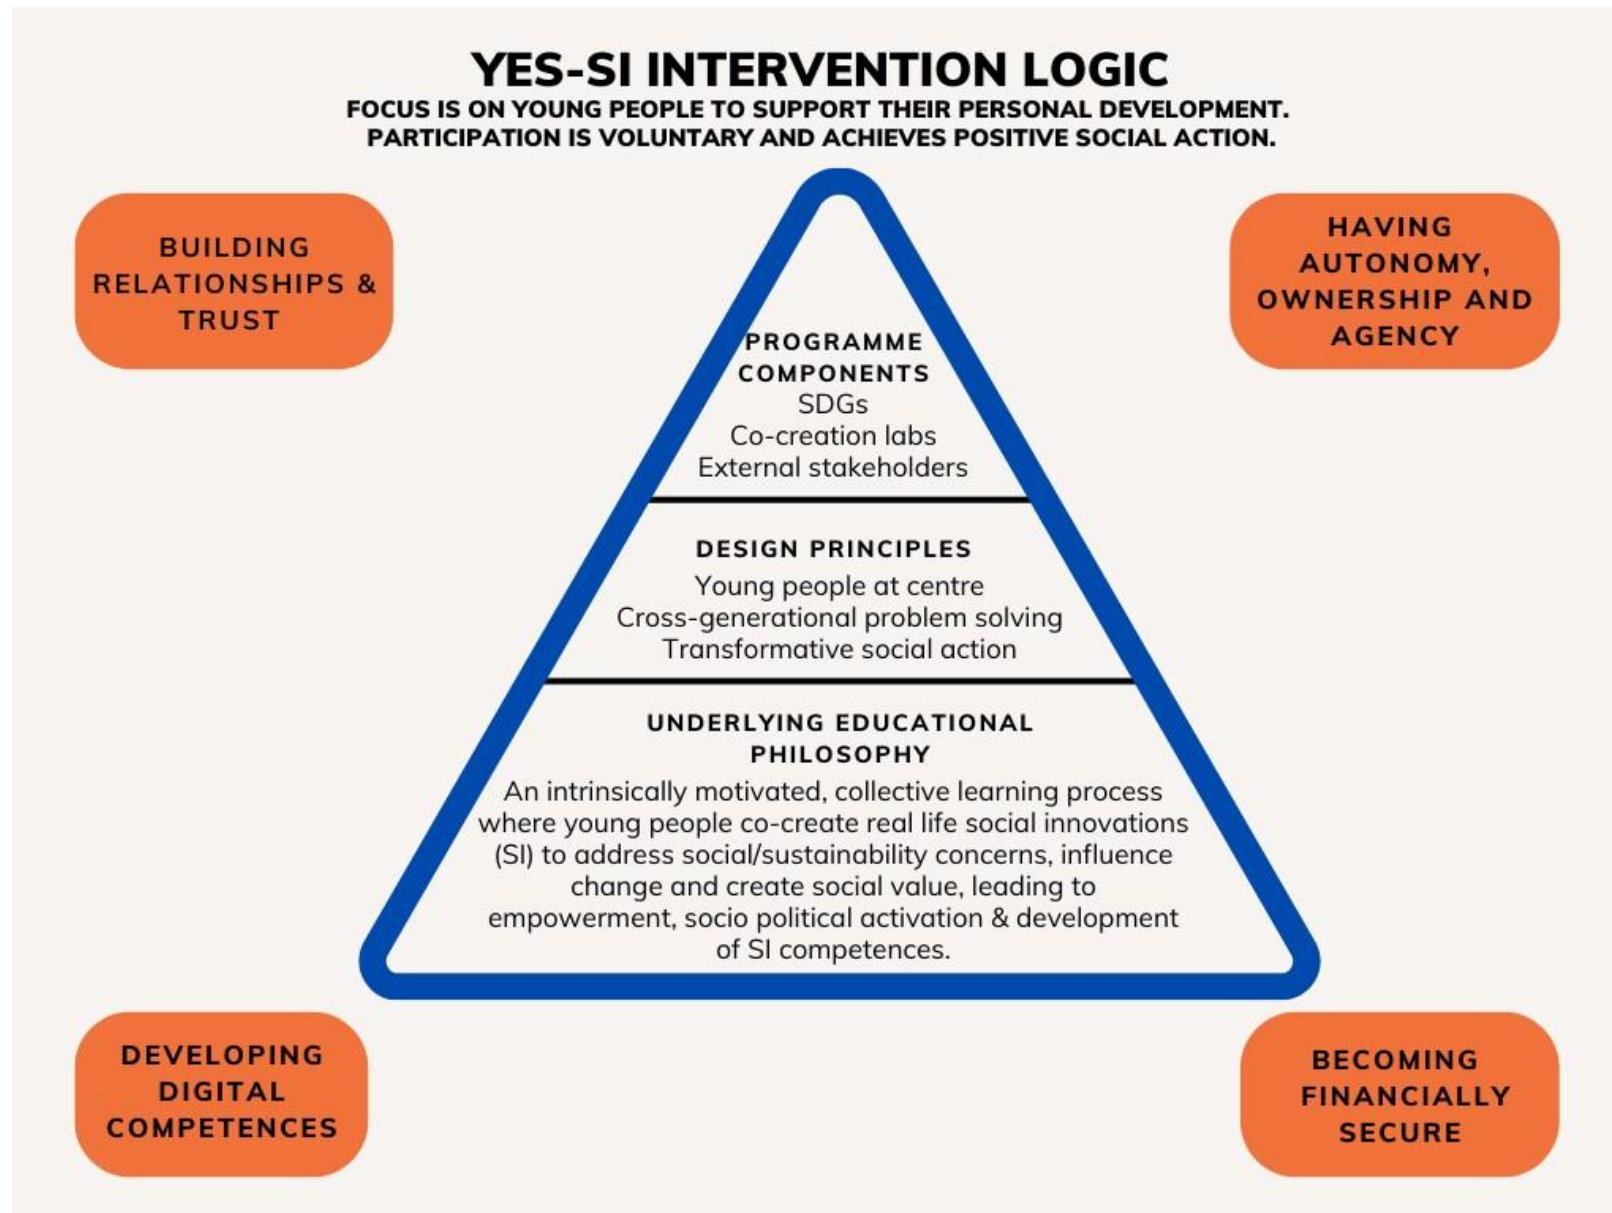 YES-SI INTERVENTION LOGIC
FOCUS IS ON YOUNG PEOPLE TO SUPPORT THEIR PERSONAL DEVELOPMENT.
PARTICIPATION IS VOLUNTARY AND ACHIEVES POSITIVE SOCIAL ACTION.
BUILDING
RELATIONSHIPS &
TRUST
HAVING
AUTONOMY,
OWNERSHIP AND
AGENCY
PROGRAMME
COMPONENTS
SDGs
Co-creation labs
External stakeholders
DESIGN PRINCIPLES
Young people at centre
Cross-generational problem solving
Transformative social action
UNDERLYING EDUCATIONAL
PHILOSOPHY
An intrinsically motivated, collective learning process
where young people co-create real life social innovations
(SI) to address social/sustainability concerns, influence
change and create social value, leading to
empowerment, socio political activation & development
of SI competences.
DEVELOPING
DIGITAL
COMPETENCES
BECOMING
FINANCIALLY
SECURE